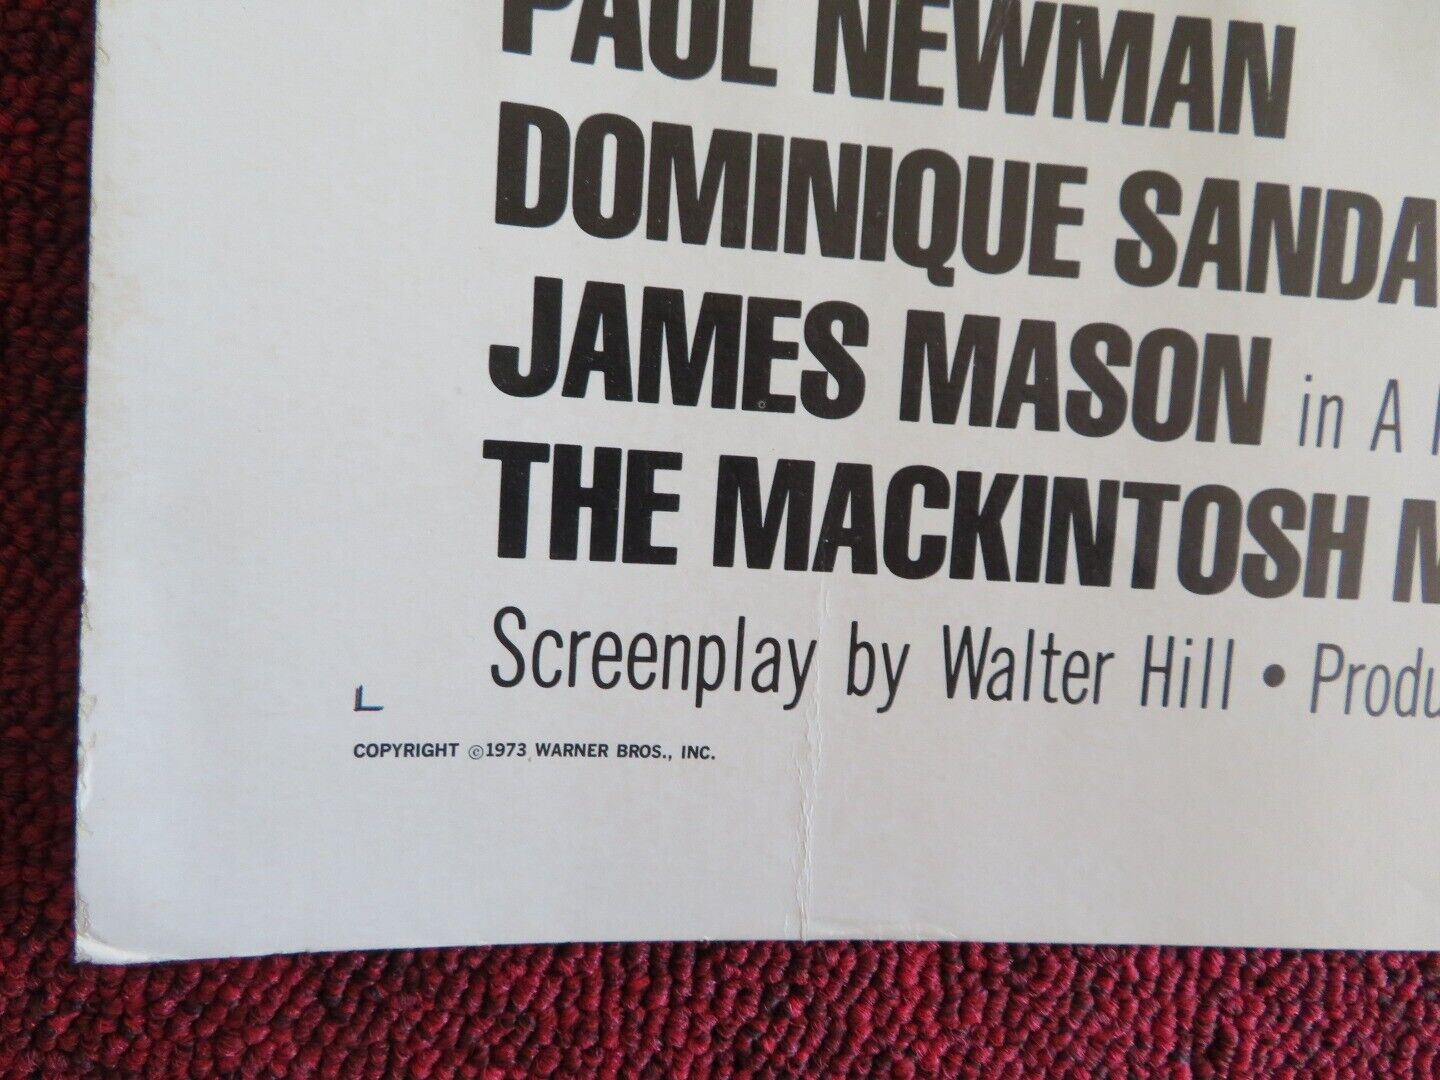 PAUL NEWMAN
DOMINIQUE SANDA
JAMES MASON in A
THE MACKINTOSH M
Screenplay by Walter Hill • Produ
COPYRIGHT ©1973 WARNER BROS., INC.